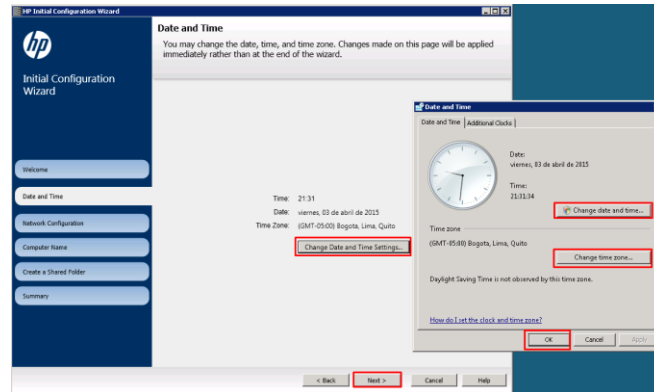 HP Initial Configuration Wizard
hp
Initial Configuration
Wizard
Welcome
Date and Time
Network Configuration
Computer Name
Create a Shared Folder
Summary
Date and Time
You may change the date, time, and time zone. Changes made on this page will be applied
immediately rather than at the end of the wizard.
Time: 21:31
Date: viernes, 03 de abril de 2015
Time Zone: (GMT-05:00) Bogota, Lima, Quito
Change Date and Time Settings...
< Back
Next >
Cancel
Help
Date and Time
Date and Time
Additional Clocks
Date:
viernes, 03 de abril de 2015
Time:
21:31:34
Change date and time...
Time zone
(GMT-05:00) Bogota, Lima, Quito
Change time zone...
Daylight Saving Time is not observed by this time zone.
How do I set the clock and time zone?
OK
Cancel
Apply